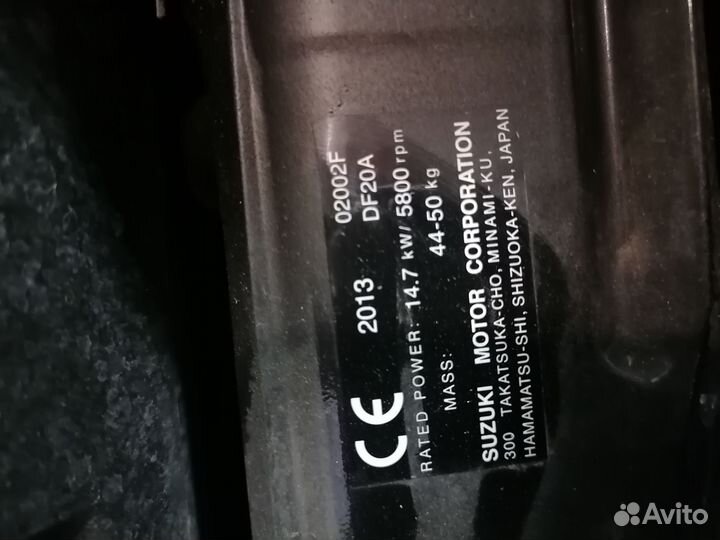 CE 2013 02002F
DF20A
RATED POWER: 14.7 kW/ 5800 rpm
MASS: 44-50 kg
SUZUKI MOTOR CORPORATION
300 TAKATSUKA-CHO, MINAMI-KU,
HAMAMATSU-SHI, SHIZUOKA-KEN, JAPAN
Avito